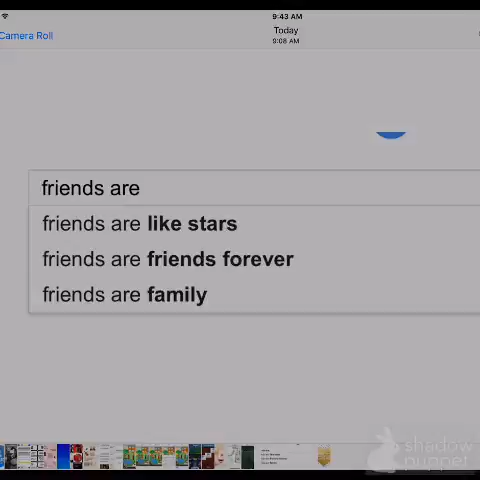 9:43 AM
Camera Roll
Today
9:08 AM
friends are
friends are like stars
friends are friends forever
friends are family
shadow
puppet